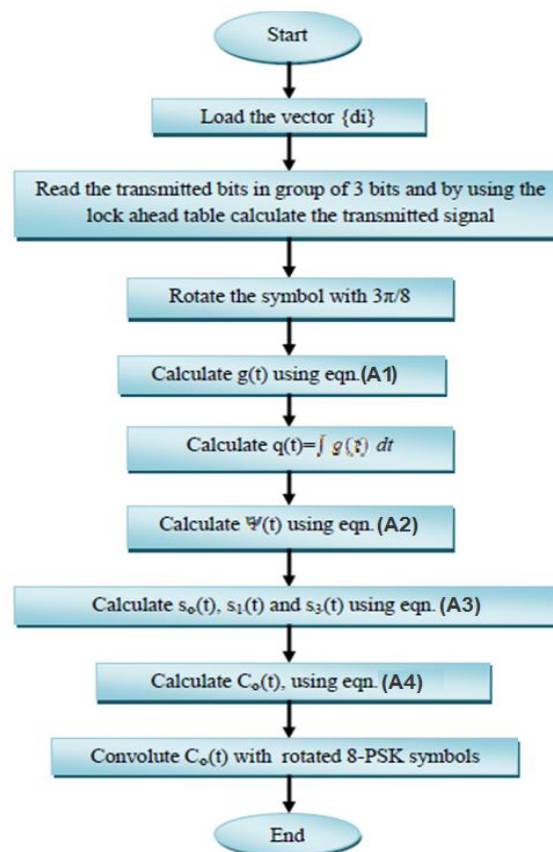 Start
Load the vector {di}
Read the transmitted bits in group of 3 bits and by using the
lock ahead table calculate the transmitted signal
Rotate the symbol with 3π/8
Calculate g(t) using eqn.(A1)
Calculate q(t)=∫ g(t) dt
Calculate Ψ(t) using eqn.(A2)
Calculate sₒ(t), s₁(t) and s₃(t) using eqn.(A3)
Calculate Cₒ(t), using eqn.(A4)
Convolute Cₒ(t) with rotated 8-PSK symbols
End